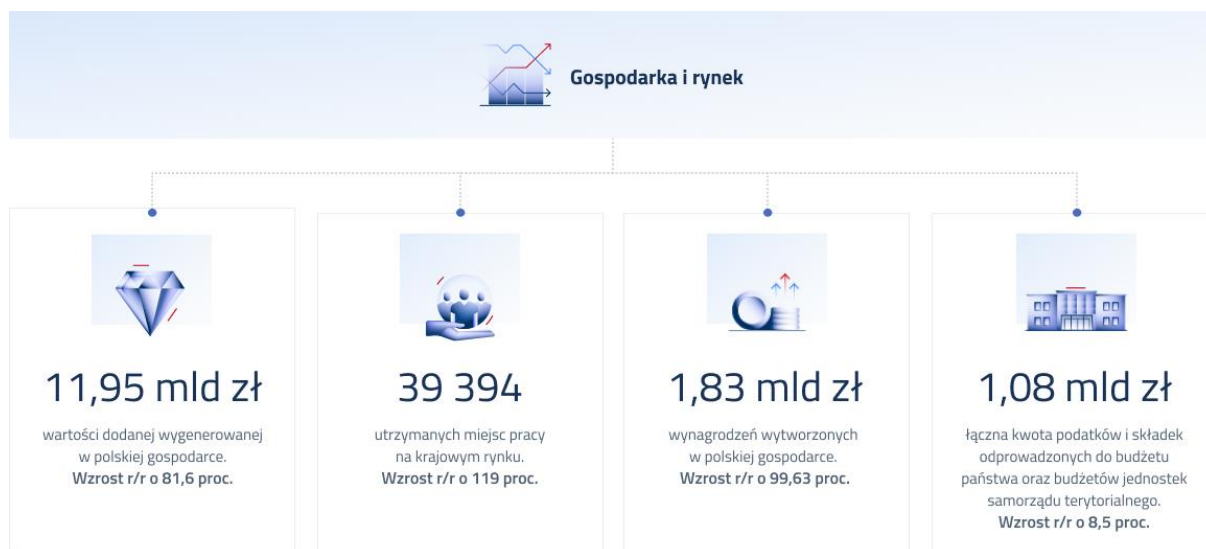 Gospodarka i rynek
11,95 mld zł
wartości dodanej wygenerowanej
w polskiej gospodarce.
Wzrost r/r o 81,6 proc.
39 394
utrzymanych miejsc pracy
na krajowym rynku.
Wzrost r/r o 119 proc.
1,83 mld zł
wynagrodzeń wytworzonych
w polskiej gospodarce.
Wzrost r/r o 99,63 proc.
1,08 mld zł
łączna kwota podatków i składek
odprowadzonych do budżetu
państwa oraz budżetów jednostek
samorządu terytorialnego.
Wzrost r/r o 8,5 proc.